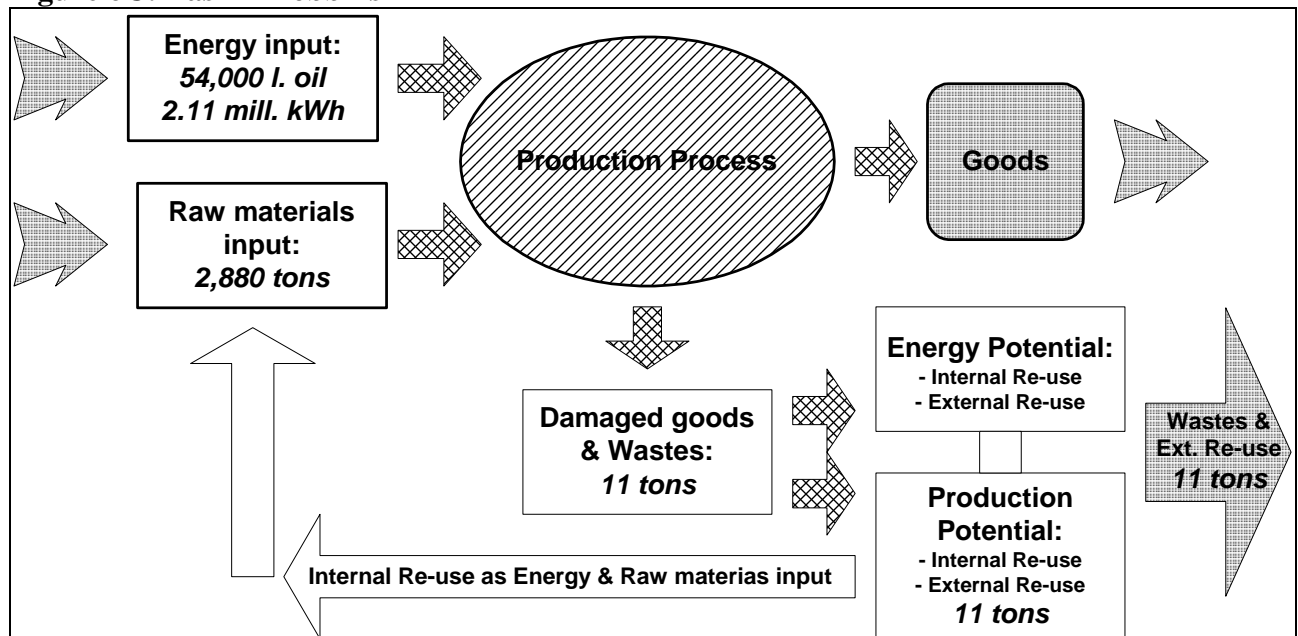 Energy input:
54,000 l. oil
2.11 mill. kWh
Production Process
Goods
Raw materials
input:
2,880 tons
Energy Potential:
- Internal Re-use
- External Re-use
Damaged goods
& Wastes:
11 tons
Wastes &
Ext. Re-use
11 tons
Production
Potential:
- Internal Re-use
- External Re-use
11 tons
Internal Re-use as Energy & Raw materias input